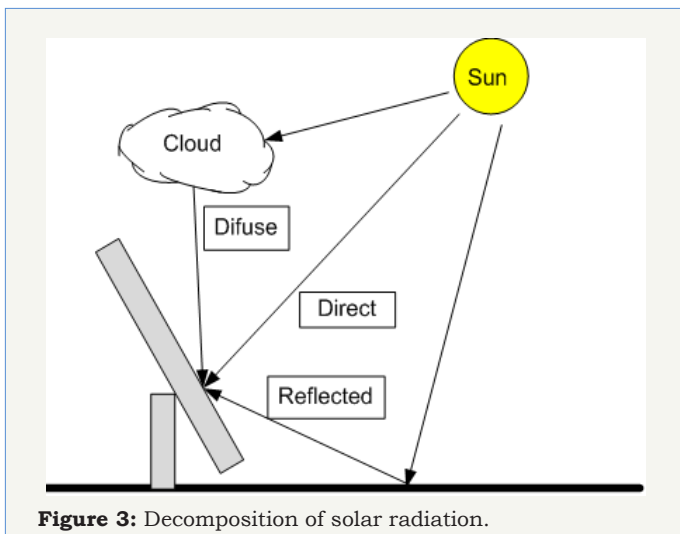 Sun
Cloud
Difuse
Direct
Reflected
Figure 3: Decomposition of solar radiation.